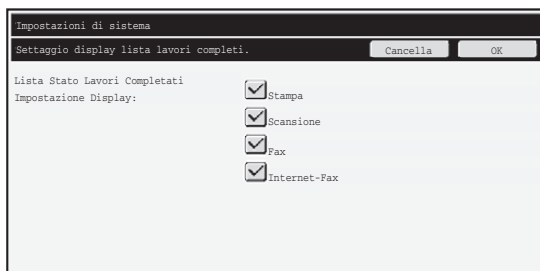 Impostazioni di sistema
Settaggio display lista lavori completi.
Cancella
OK
Lista Stato Lavori Completati
Impostazione Display:
Stampa
Scansione
Fax
Internet-Fax